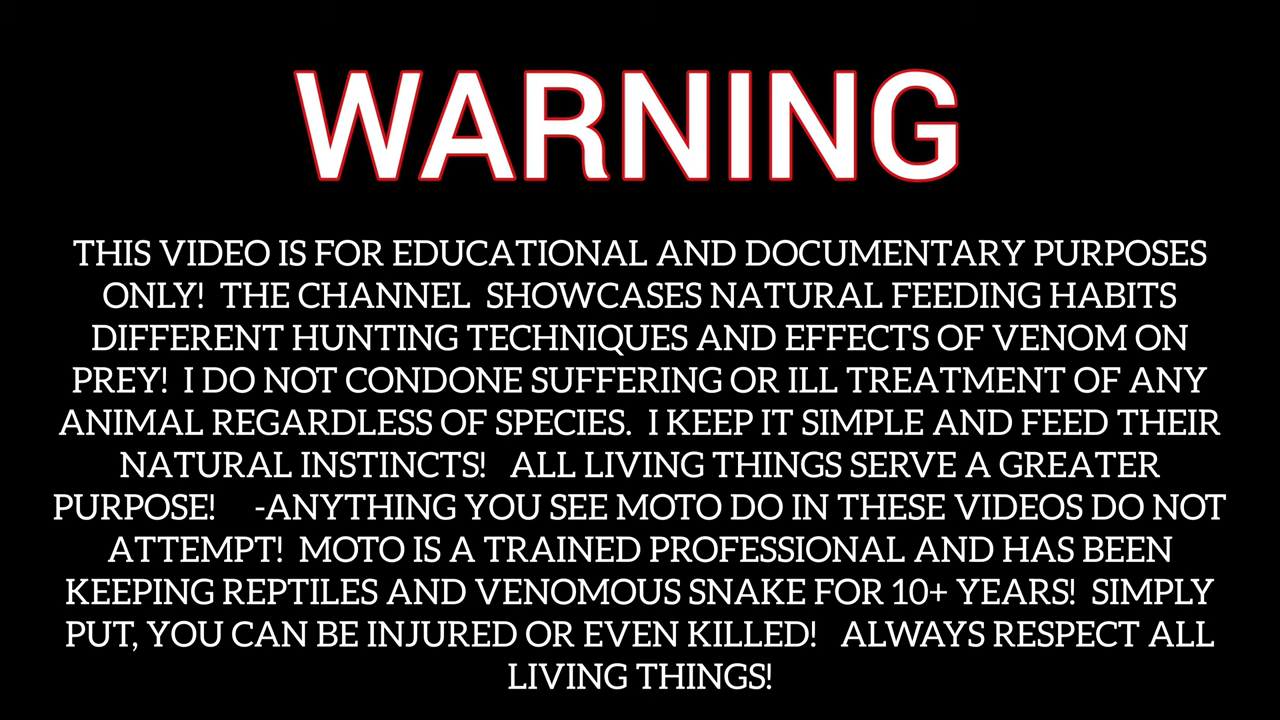 WARNING
THIS VIDEO IS FOR EDUCATIONAL AND DOCUMENTARY PURPOSES
ONLY!  THE CHANNEL  SHOWCASES NATURAL FEEDING HABITS
DIFFERENT HUNTING TECHNIQUES AND EFFECTS OF VENOM ON
PREY!  I DO NOT CONDONE SUFFERING OR ILL TREATMENT OF ANY
ANIMAL REGARDLESS OF SPECIES.  I KEEP IT SIMPLE AND FEED THEIR
NATURAL INSTINCTS!   ALL LIVING THINGS SERVE A GREATER
PURPOSE!     -ANYTHING YOU SEE MOTO DO IN THESE VIDEOS DO NOT
ATTEMPT!  MOTO IS A TRAINED PROFESSIONAL AND HAS BEEN
KEEPING REPTILES AND VENOMOUS SNAKE FOR 10+ YEARS!  SIMPLY
PUT, YOU CAN BE INJURED OR EVEN KILLED!   ALWAYS RESPECT ALL
LIVING THINGS!